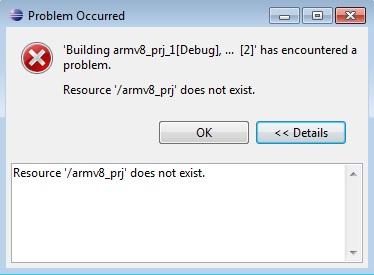 Problem Occurred
'Building armv8_prj_1[Debug], ... [2]' has encountered a
problem.
Resource '/armv8_prj' does not exist.
OK
<< Details
Resource '/armv8_prj' does not exist.